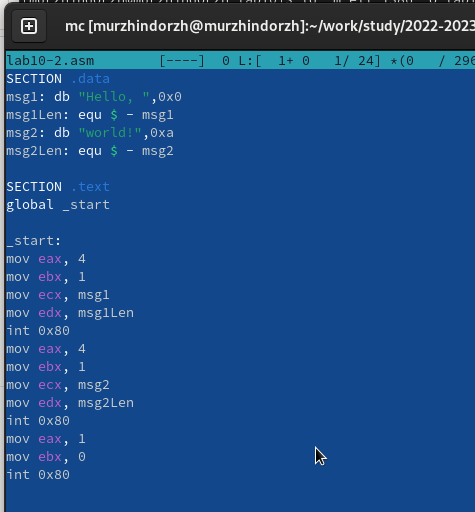 mc [murzhindorzh@murzhindorzh]:~/work/study/2022-2023
lab10-2.asm [----] 0 L:[ 1+ 0 1/ 24] *(0 / 296
SECTION .data
msg1: db "Hello, ",0x0
msg1Len: equ $ - msg1
msg2: db "world!",0xa
msg2Len: equ $ - msg2

SECTION .text
global _start

_start:
mov eax, 4
mov ebx, 1
mov ecx, msg1
mov edx, msg1Len
int 0x80
mov eax, 4
mov ebx, 1
mov ecx, msg2
mov edx, msg2Len
int 0x80
mov eax, 1
mov ebx, 0
int 0x80